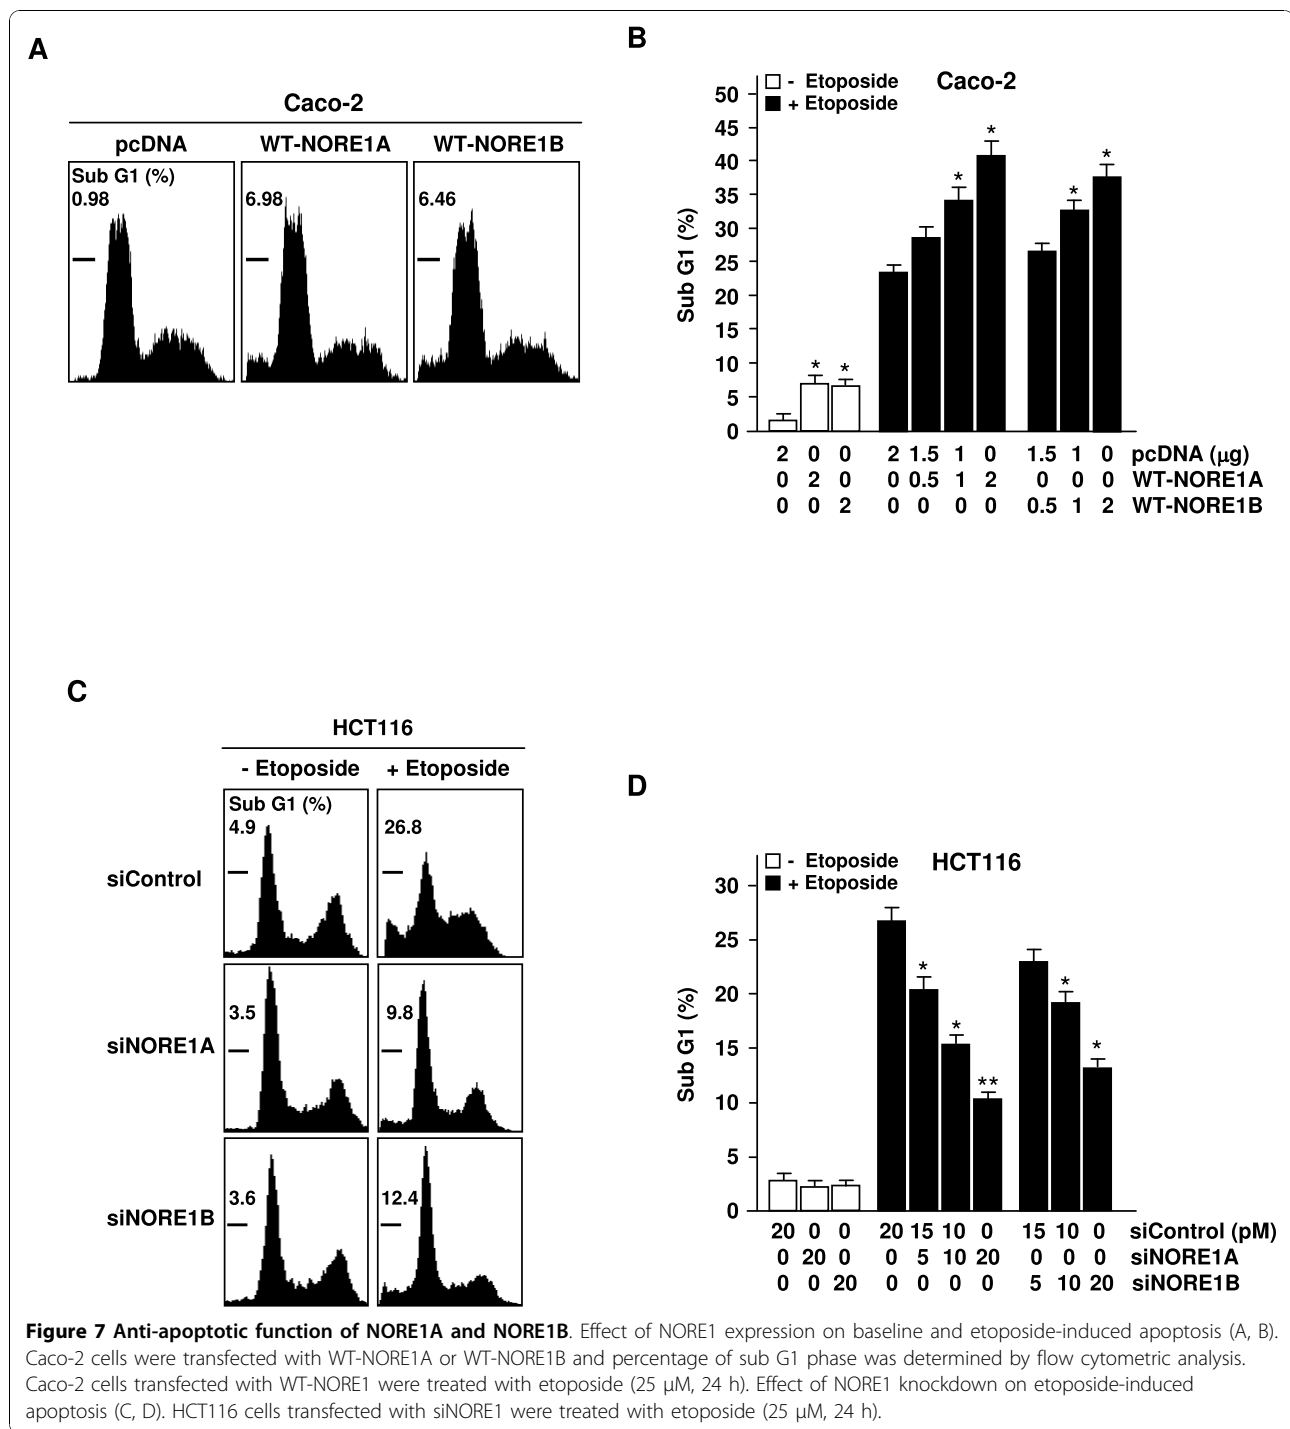 A
Caco-2
pcDNA WT-NORE1A WT-NORE1B
Sub G1 (%)
0.98 6.98 6.46
B
- Etoposide
+ Etoposide
Caco-2
Sub G1 (%)
50
45
40
35
30
25
20
15
10
5
0
* * * * * *
2 0 0 2 1.5 1 0 1.5 1 0 pcDNA (µg)
0 2 0 0 0.5 1 2 0 0 0 WT-NORE1A
0 0 2 0 0 0 0 0.5 1 2 WT-NORE1B
C
HCT116
- Etoposide + Etoposide
Sub G1 (%)
siControl 4.9 26.8
siNORE1A 3.5 9.8
siNORE1B 3.6 12.4
D
- Etoposide
+ Etoposide
HCT116
Sub G1 (%)
30
25
20
15
10
5
0
* * ** * *
20 0 0 20 15 10 0 15 10 0 siControl (pM)
0 20 0 0 5 10 20 0 0 0 siNORE1A
0 0 20 0 0 0 0 5 10 20 siNORE1B
Figure 7 Anti-apoptotic function of NORE1A and NORE1B. Effect of NORE1 expression on baseline and etoposide-induced apoptosis (A, B).
Caco-2 cells were transfected with WT-NORE1A or WT-NORE1B and percentage of sub G1 phase was determined by flow cytometric analysis.
Caco-2 cells transfected with WT-NORE1 were treated with etoposide (25 µM, 24 h). Effect of NORE1 knockdown on etoposide-induced
apoptosis (C, D). HCT116 cells transfected with siNORE1 were treated with etoposide (25 µM, 24 h).